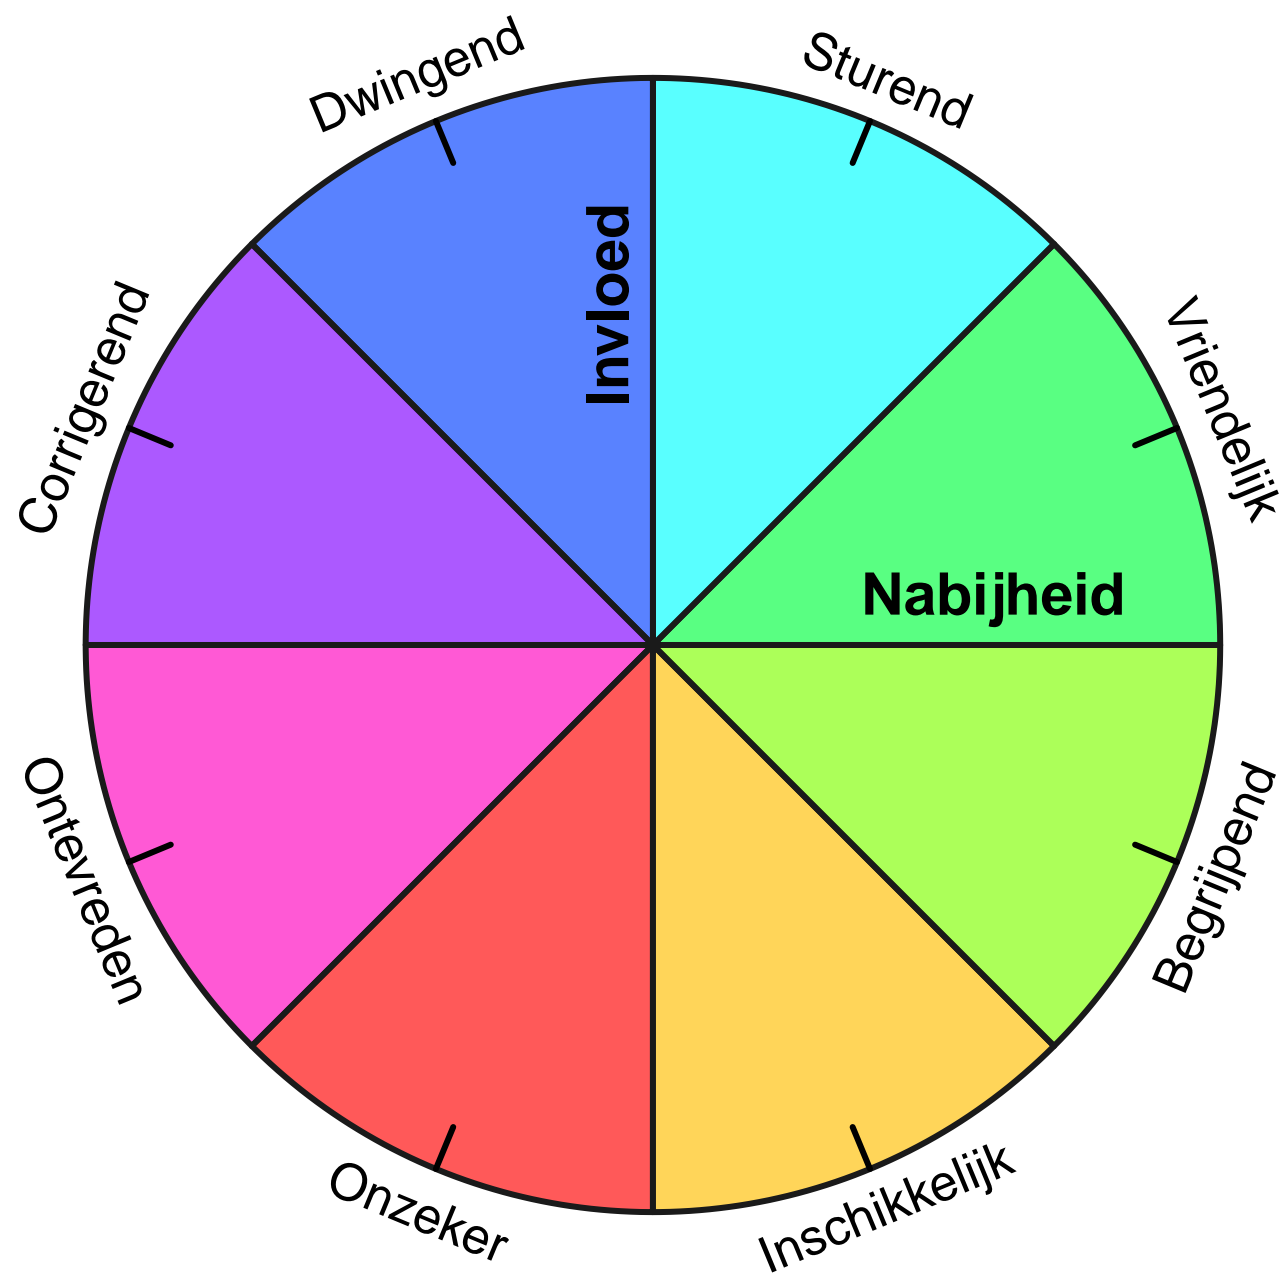 Dwingend
Sturend
Corrigerend
Invloed
Vriendelijk
Nabijheid
Ontevreden
Begrijpend
Onzeker
Inschikkelijk